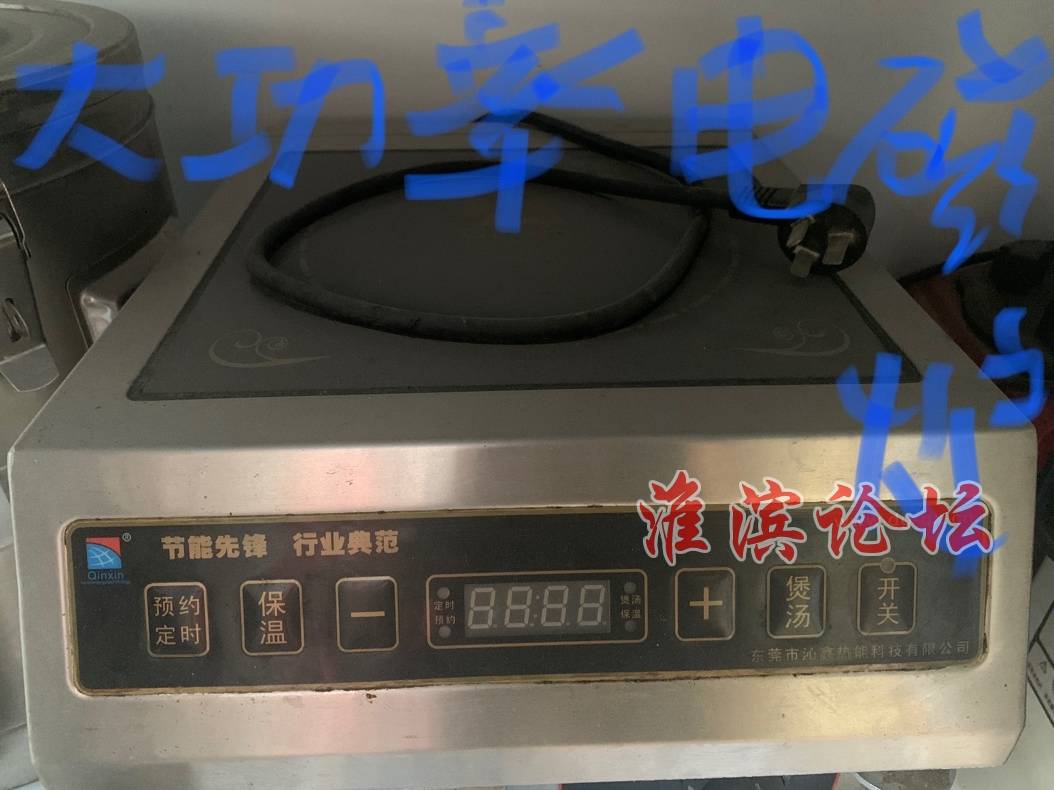 大功率电磁
炉
淮滨论坛
节能先锋 行业典范
Qinxin
预约 定时
保温
−
定时
预约
88:88
煲汤
保温
+
煲汤
开关
东莞市沁鑫热能科技有限公司